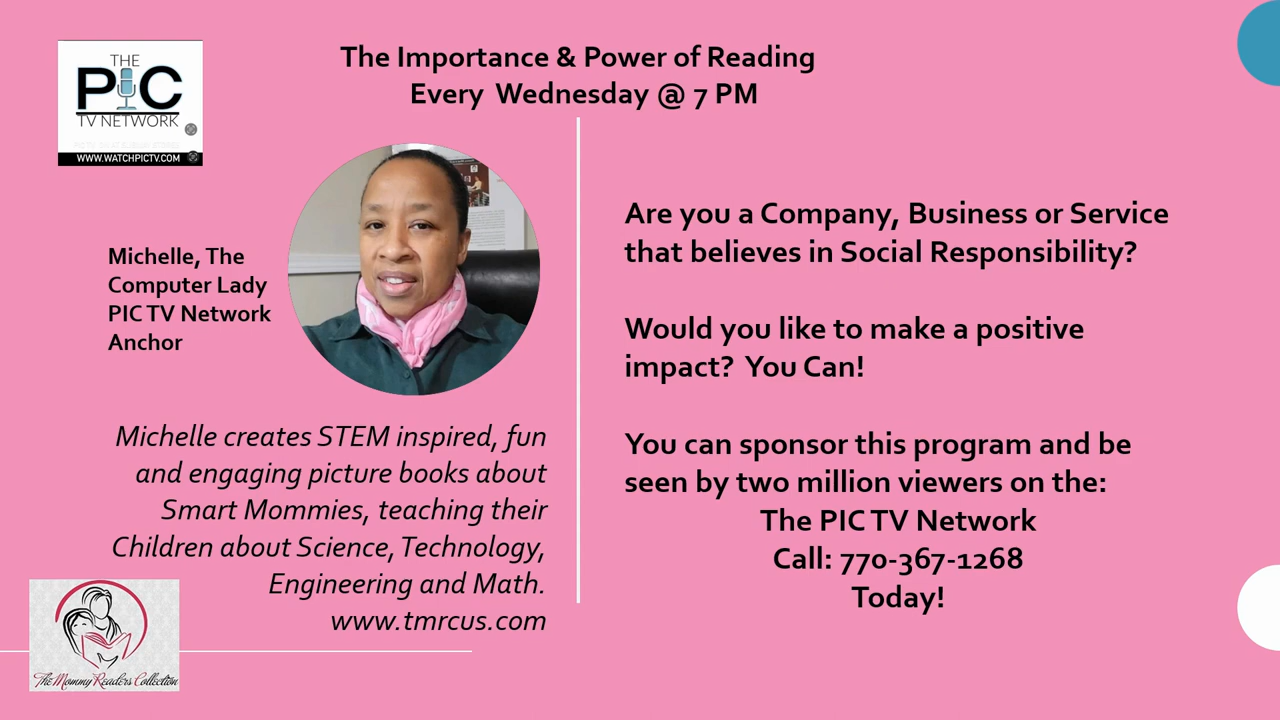 THE
PIC
TV NETWORK
WWW.WATCHPICTV.COM
The Importance & Power of Reading
Every Wednesday @ 7 PM
Michelle, The
Computer Lady
PIC TV Network
Anchor
Michelle creates STEM inspired, fun
and engaging picture books about
Smart Mommies, teaching their
Children about Science, Technology,
Engineering and Math.
www.tmrcus.com
The Mommy Readers Collection
Are you a Company, Business or Service
that believes in Social Responsibility?
Would you like to make a positive
impact? You Can!
You can sponsor this program and be
seen by two million viewers on the:
The PIC TV Network
Call: 770-367-1268
Today!